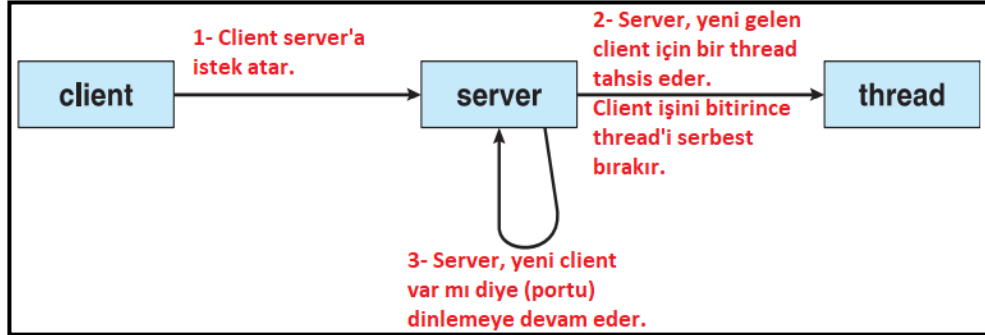 1- Client server'a
istek atar.
client
server
2- Server, yeni gelen
client için bir thread
tahsis eder.
Client işini bitirince
thread'i serbest
bırakır.
thread
3- Server, yeni client
var mı diye (portu)
dinlemeye devam eder.